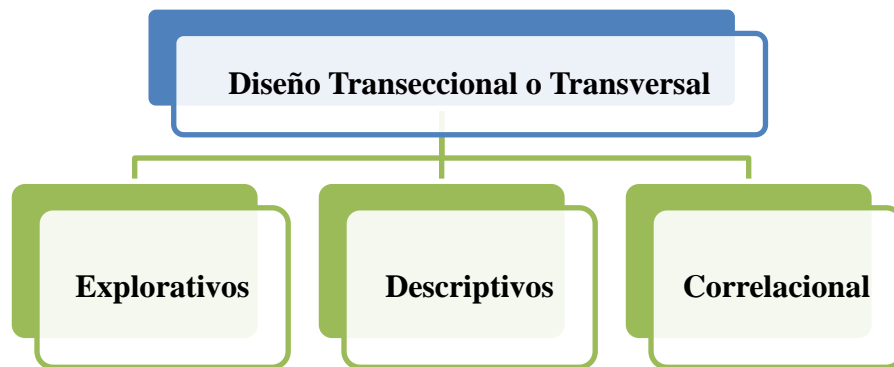 Diseño Transeccional o Transversal
Explorativos
Descriptivos
Correlacional